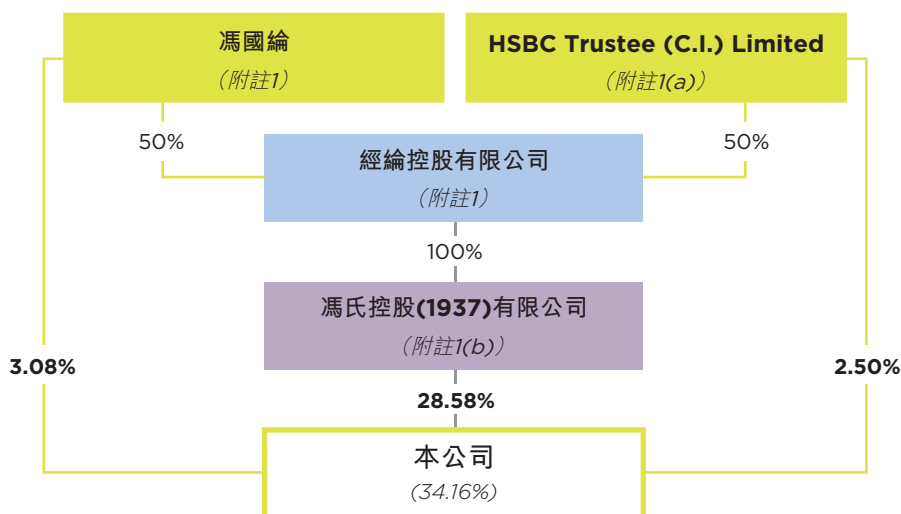 馮國綸
（附註1）
HSBC Trustee (C.I.) Limited
（附註1(a)）
50%
50%
經綸控股有限公司
（附註1）
100%
馮氏控股(1937)有限公司
（附註1(b)）
3.08%
2.50%
28.58%
本公司
(34.16%)